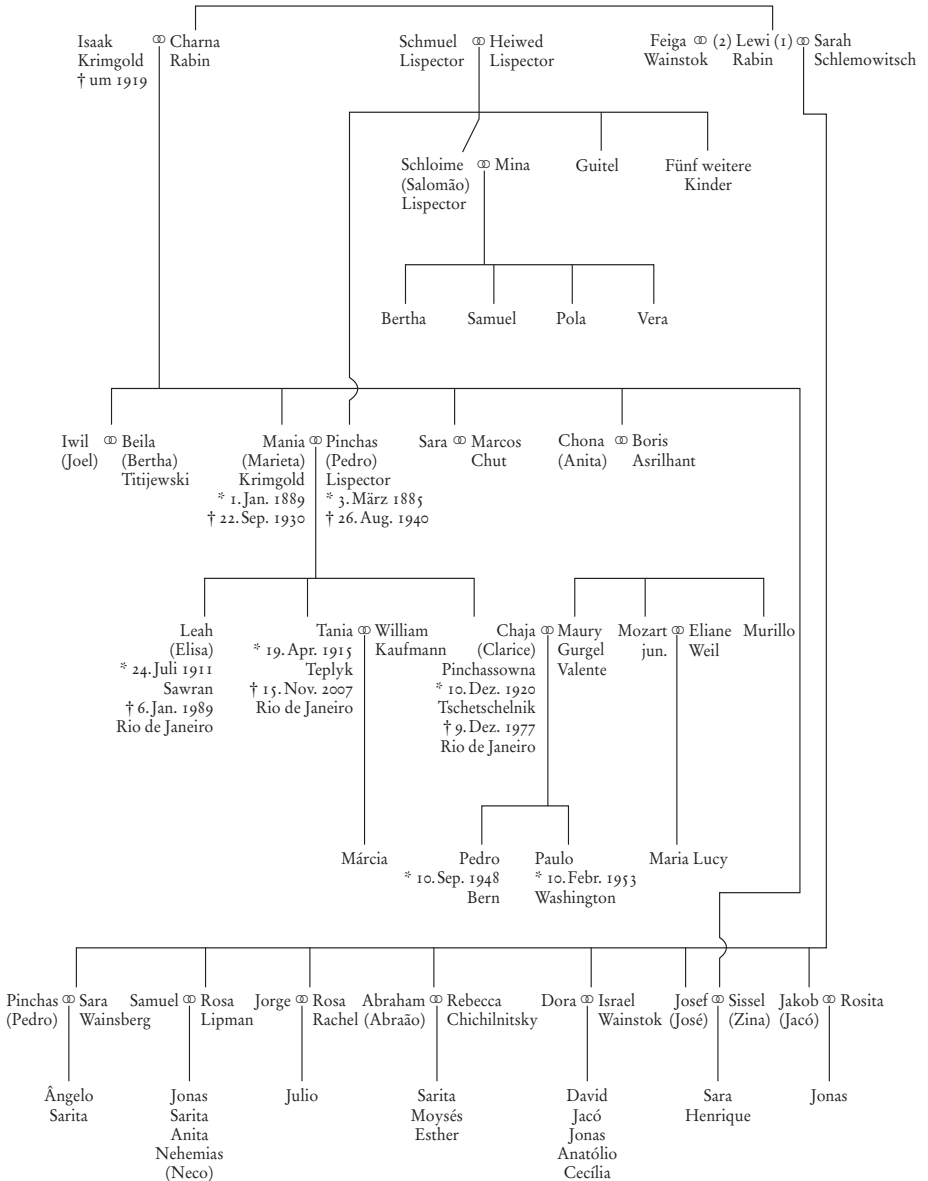 Isaak ⚭ Charna
Krimgold Rabin
† um 1919
Schmuel ⚭ Heiwed
Lispector Lispector
Feiga ⚭ (2) Lewi (1) ⚭ Sarah
Wainstok Rabin Schlemowitsch
Schloime ⚭ Mina
(Salomão)
Lispector
Guitel
Fünf weitere
Kinder
Bertha Samuel Pola Vera
Iwil ⚭ Beila
(Joel) (Bertha)
Titijewski
Mania ⚭ Pinchas
(Marieta) (Pedro)
Krimgold Lispector
* 1. Jan. 1889 * 3. März 1885
† 22. Sep. 1930 † 26. Aug. 1940
Sara ⚭ Marcos
Chut
Chona ⚭ Boris
(Anita) Asrilhant
Leah
(Elisa)
* 24. Juli 1911
Sawran
† 6. Jan. 1989
Rio de Janeiro
Tania ⚭ William
* 19. Apr. 1915 Kaufmann
Teplyk
† 15. Nov. 2007
Rio de Janeiro
Chaja ⚭ Maury
(Clarice) Gurgel
Pinchassowna Valente
* 10. Dez. 1920
Tschetschelnik
† 9. Dez. 1977
Rio de Janeiro
Mozart ⚭ Eliane
jun. Weil
Murillo
Márcia
Pedro
* 10. Sep. 1948
Bern
Paulo
* 10. Febr. 1953
Washington
Maria Lucy
Pinchas ⚭ Sara
(Pedro) Wainsberg
Samuel ⚭ Rosa
Lipman
Jorge ⚭ Rosa
Rachel
Abraham ⚭ Rebecca
(Abraão) Chichilnitsky
Dora ⚭ Israel
Wainstok
Josef ⚭ Sissel
(José) (Zina)
Jakob ⚭ Rosita
(Jacó)
Ângelo
Sarita
Jonas
Sarita
Anita
Nehemias
(Neco)
Julio
Sarita
Moysés
Esther
David
Jacó
Jonas
Anatólio
Cecília
Sara
Henrique
Jonas